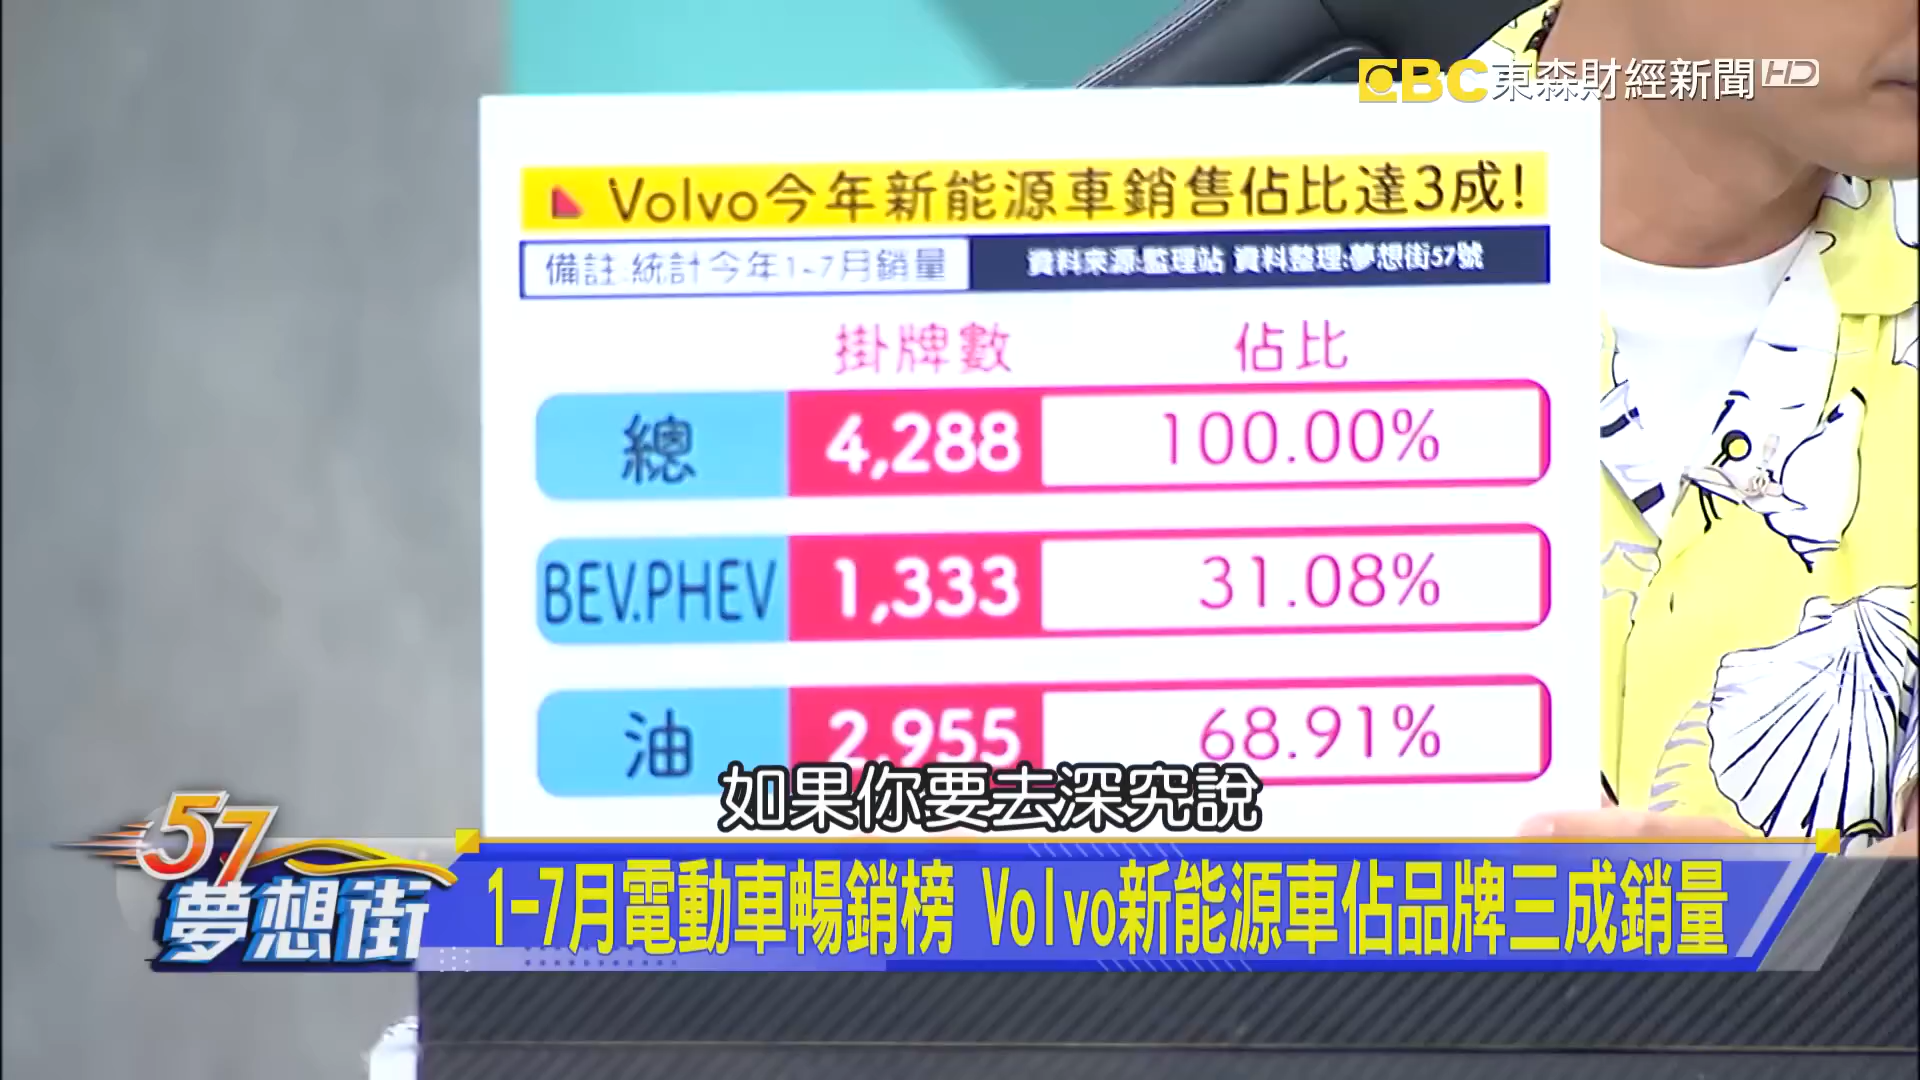 EBC東森財經新聞HD
Volvo今年新能源車銷售佔比達3成!
備註:統計今年1~7月銷量 資料來源:監理站 資料整理:夢想街57號
掛牌數 佔比
總 4,288 100.00%
BEV.PHEV 1,333 31.08%
油 2,955 68.91%
如果你要去深究說
57夢想街
1-7月電動車暢銷榜 Volvo新能源車佔品牌三成銷量